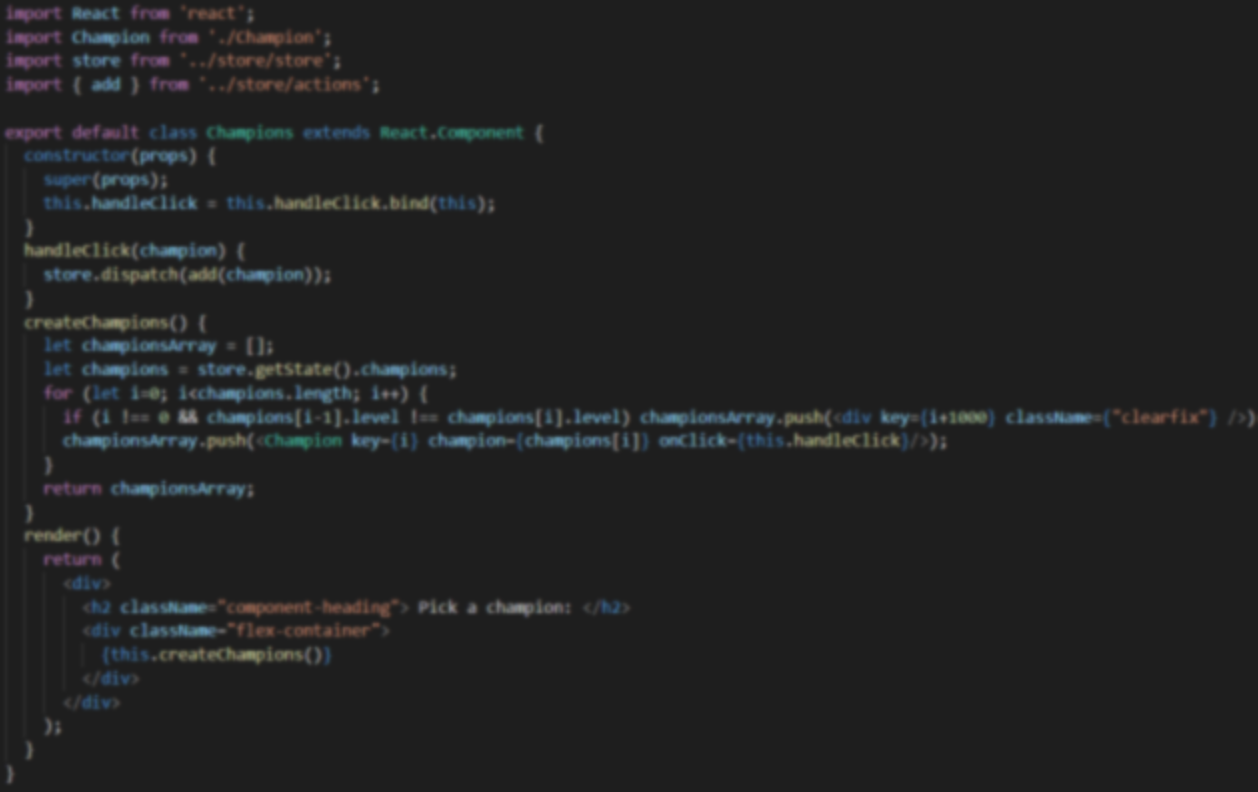 import React from 'react';
import Champion from './Champion';
import store from '../store/store';
import { add } from '../store/actions';
export default class Champions extends React.Component {
constructor(props) {
super(props);
this.handleClick = this.handleClick.bind(this);
}
handleClick(champion) {
store.dispatch(add(champion));
}
createChampions() {
let championsArray = [];
let champions = store.getState().champions;
for (let i=0; i<champions.length; i++) {
if (i !== 0 && champions[i-1].level !== champions[i].level) championsArray.push(<div key={i+1000} className={"clearfix"} />)
championsArray.push(<Champion key={i} champion={champions[i]} onClick={this.handleClick}/>);
}
return championsArray;
}
render() {
return (
<div>
<h2 className="component-heading"> Pick a champion: </h2>
<div className="flex-container">
{this.createChampions()}
</div>
</div>
);
}
}